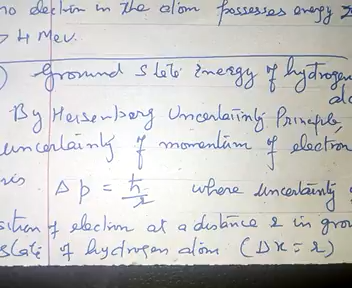 no electron in the atom possesses energy
> 4 Mev.
) Ground State Energy of hydrogen
By Heisenberg Uncertainty Principle,
uncertainty of momentum of electron
is Δp = ħ/r where uncertainty
sition of election at a distance r in grou
state of hydrogen atom. (Δx = r)